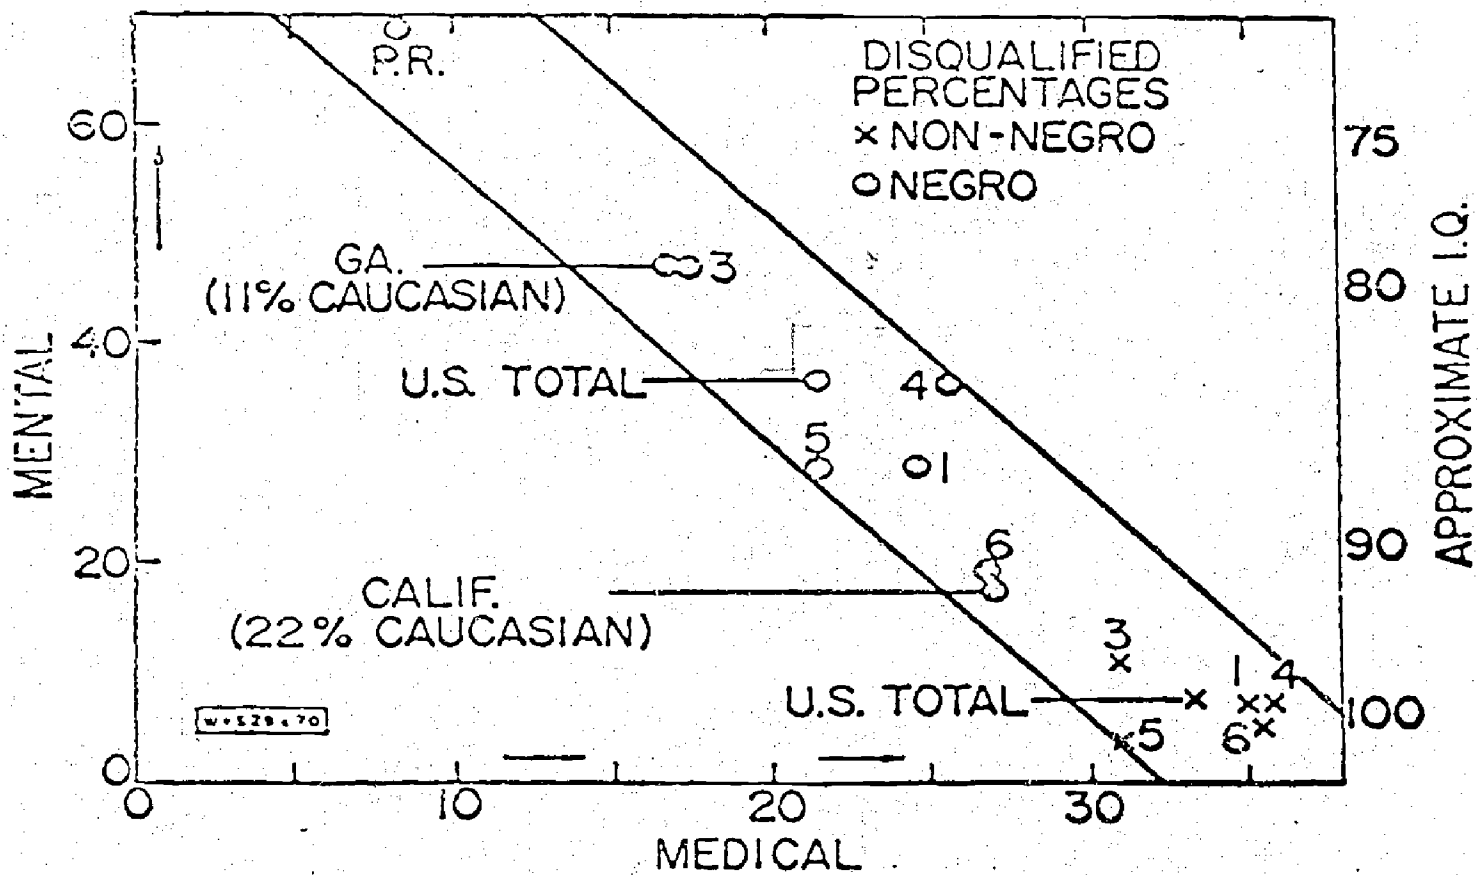 P.R.
DISQUALIFIED
PERCENTAGES
× NON-NEGRO
O NEGRO
60
75
GA.
3
(11% CAUCASIAN)
80
40
U.S. TOTAL
4
5
1
MENTAL
APPROXIMATE I.Q.
6
20
90
CALIF.
(22% CAUCASIAN)
3
1
4
U.S. TOTAL
100
5
6
0
0
10
20
30
MEDICAL